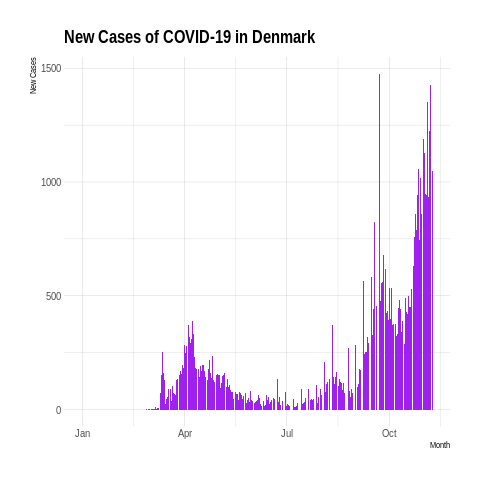 New Cases of COVID-19 in Denmark
New Cases
1500
1000
500
0
Jan Apr Jul Oct
Month